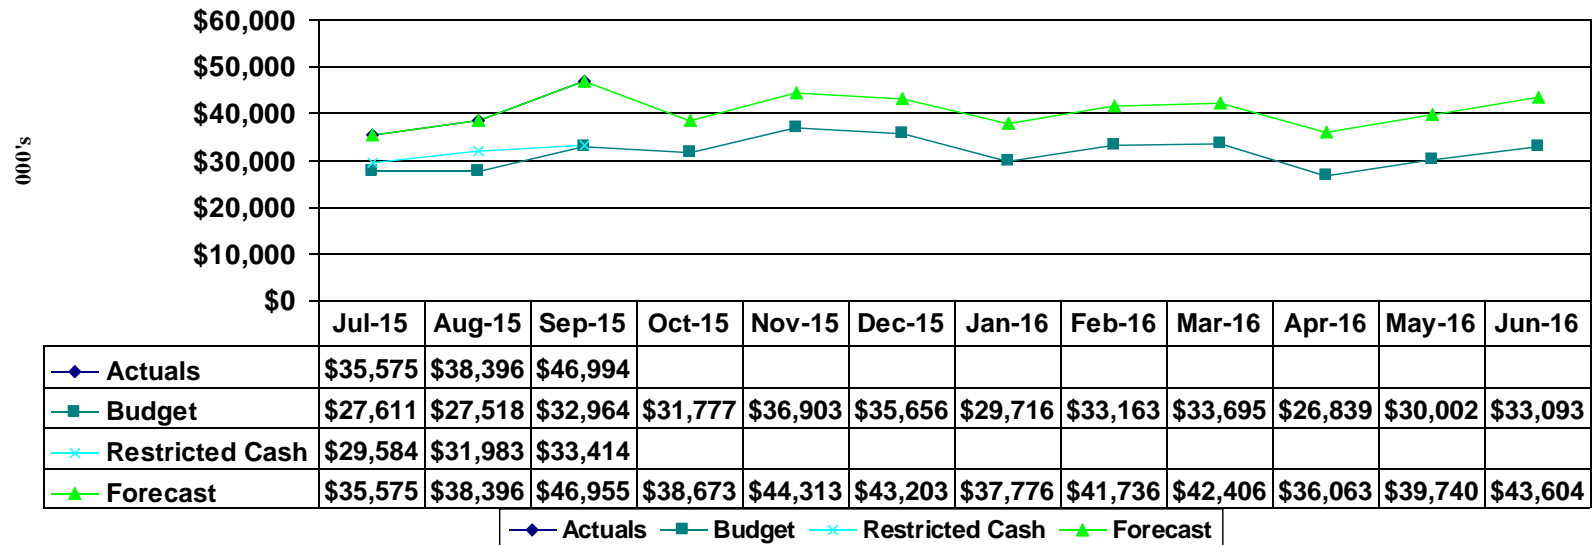 $60,000
$50,000
$40,000
$30,000
$20,000
$10,000
$0
000's
Jul-15 Aug-15 Sep-15 Oct-15 Nov-15 Dec-15 Jan-16 Feb-16 Mar-16 Apr-16 May-16 Jun-16
Actuals $35,575 $38,396 $46,994
Budget $27,611 $27,518 $32,964 $31,777 $36,903 $35,656 $29,716 $33,163 $33,695 $26,839 $30,002 $33,093
Restricted Cash $29,584 $31,983 $33,414
Forecast $35,575 $38,396 $46,955 $38,673 $44,313 $43,203 $37,776 $41,736 $42,406 $36,063 $39,740 $43,604
Actuals Budget Restricted Cash Forecast